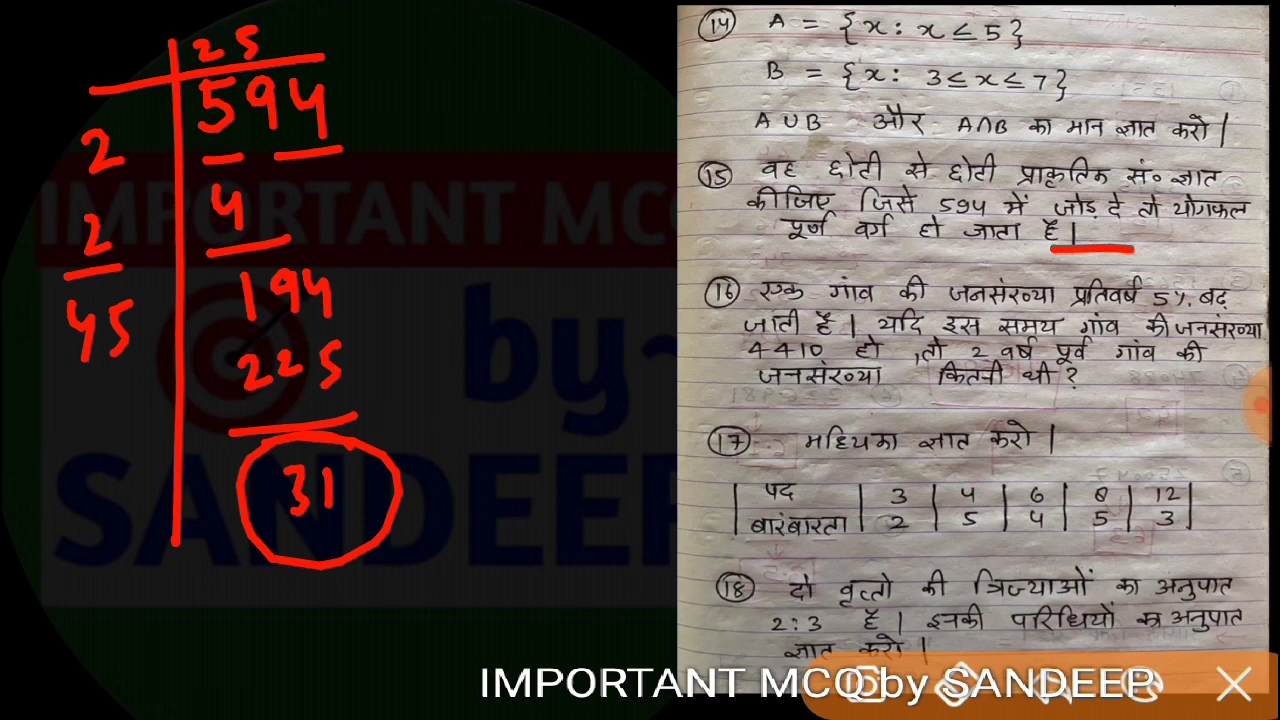 25
594
2
4
2
194
45
225
31
IMPORTANT MC
by~
SANDEEP
(14) A = {x: x ≤ 5}
B = {x: 3 ≤ x ≤ 7}
A∪B और A∩B का मान ज्ञात करो |
(15) वह छोटी से छोटी प्राकृतिक सं० ज्ञात
कीजिए जिसे 594 में जोड़ दे तो योगफल
पूर्ण वर्ग हो जाता है |
(16) एक गांव की जनसंख्या प्रतिवर्ष 5% बढ़
जाती है | यदि इस समय गांव की जनसंख्या
4410 हो , तो 2 वर्ष पूर्व गांव की
जनसंख्या कितनी थी ?
(17) मध्यिका ज्ञात करो |
| पद | 3 | 4 | 6 | 8 | 12 |
| बारंबारता | 2 | 5 | 4 | 5 | 3 |
(18) दो वृत्तो की त्रिज्याओं का अनुपात
2:3 है | इनकी परिधियों का अनुपात
ज्ञात करो |
IMPORTANT MCQ by SANDEEP